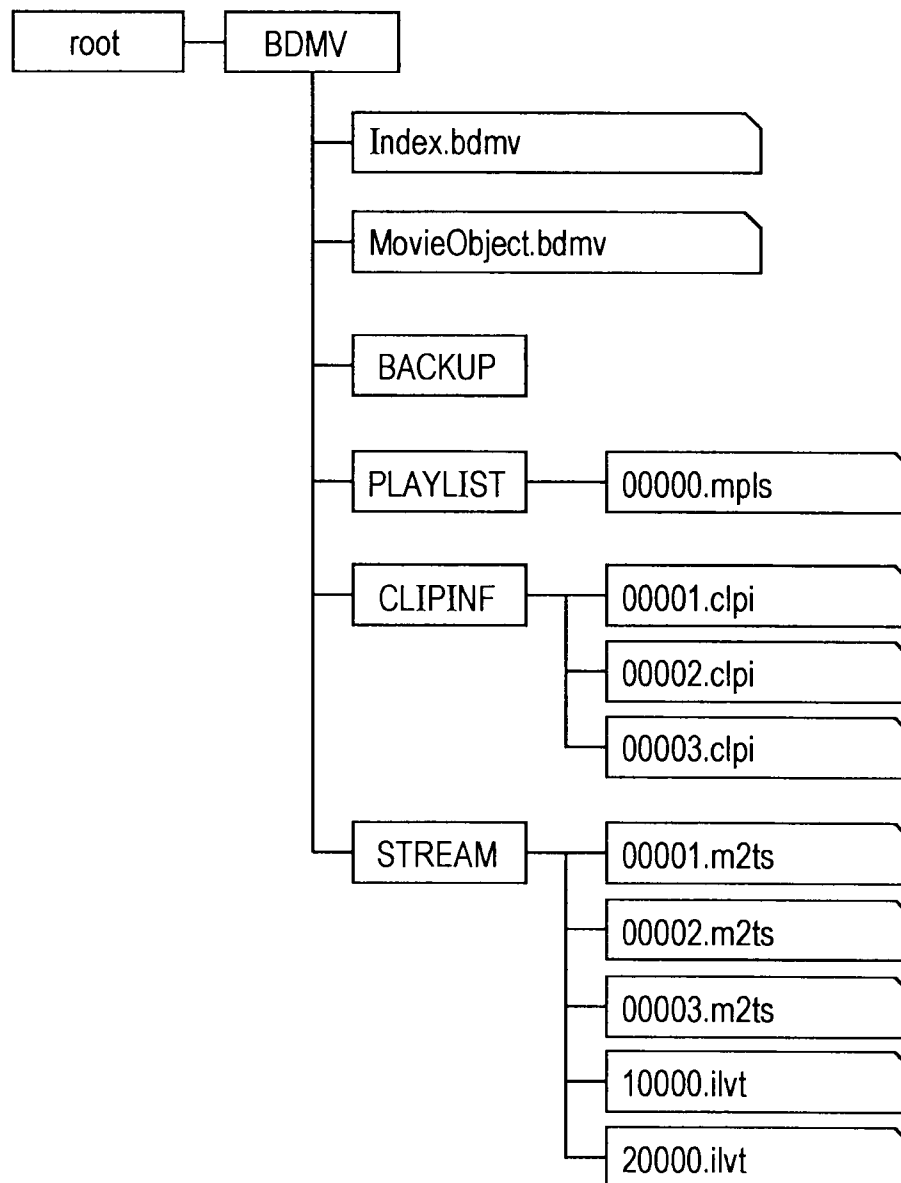 root
BDMV
Index.bdmv
MovieObject.bdmv
BACKUP
PLAYLIST
00000.mpls
CLIPINF
00001.clpi
00002.clpi
00003.clpi
STREAM
00001.m2ts
00002.m2ts
00003.m2ts
10000.ilvt
20000.ilvt